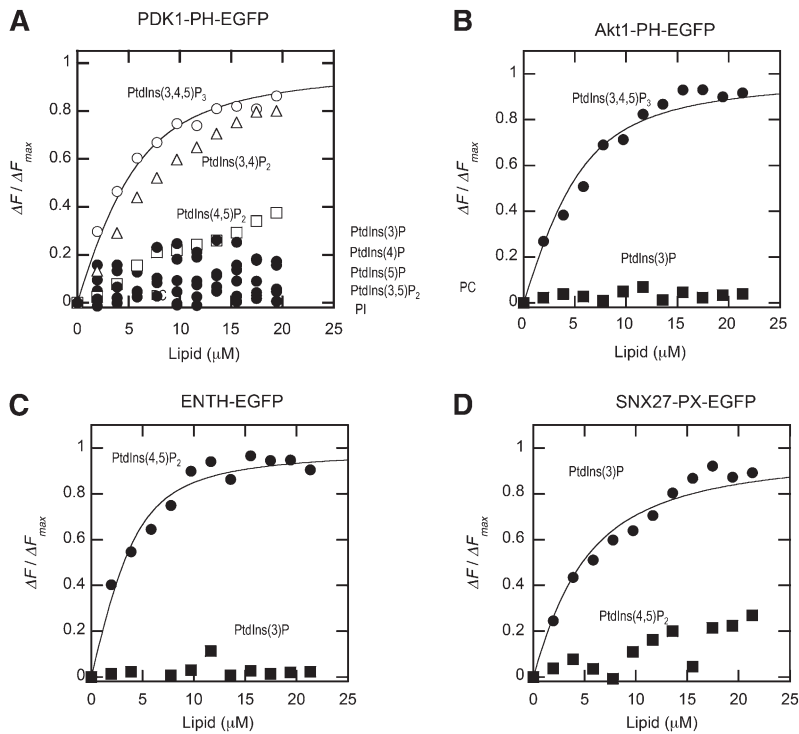 A
PDK1-PH-EGFP
1
0.8
0.6
0.4
0.2
0
ΔF / ΔFmax
PtdIns(3,4,5)P3
PtdIns(3,4)P2
PtdIns(4,5)P2
0 5 10 15 20 25
Lipid (μM)
PtdIns(3)P
PtdIns(4)P
PtdIns(5)P
PtdIns(3,5)P2
PI
PC
B
Akt1-PH-EGFP
1
0.8
0.6
0.4
0.2
0
ΔF / ΔFmax
PtdIns(3,4,5)P3
PtdIns(3)P
0 5 10 15 20 25
Lipid (μM)
C
ENTH-EGFP
1
0.8
0.6
0.4
0.2
0
ΔF / ΔFmax
PtdIns(4,5)P2
PtdIns(3)P
0 5 10 15 20 25
Lipid (μM)
D
SNX27-PX-EGFP
1
0.8
0.6
0.4
0.2
0
ΔF / ΔFmax
PtdIns(3)P
PtdIns(4,5)P2
0 5 10 15 20 25
Lipid (μM)